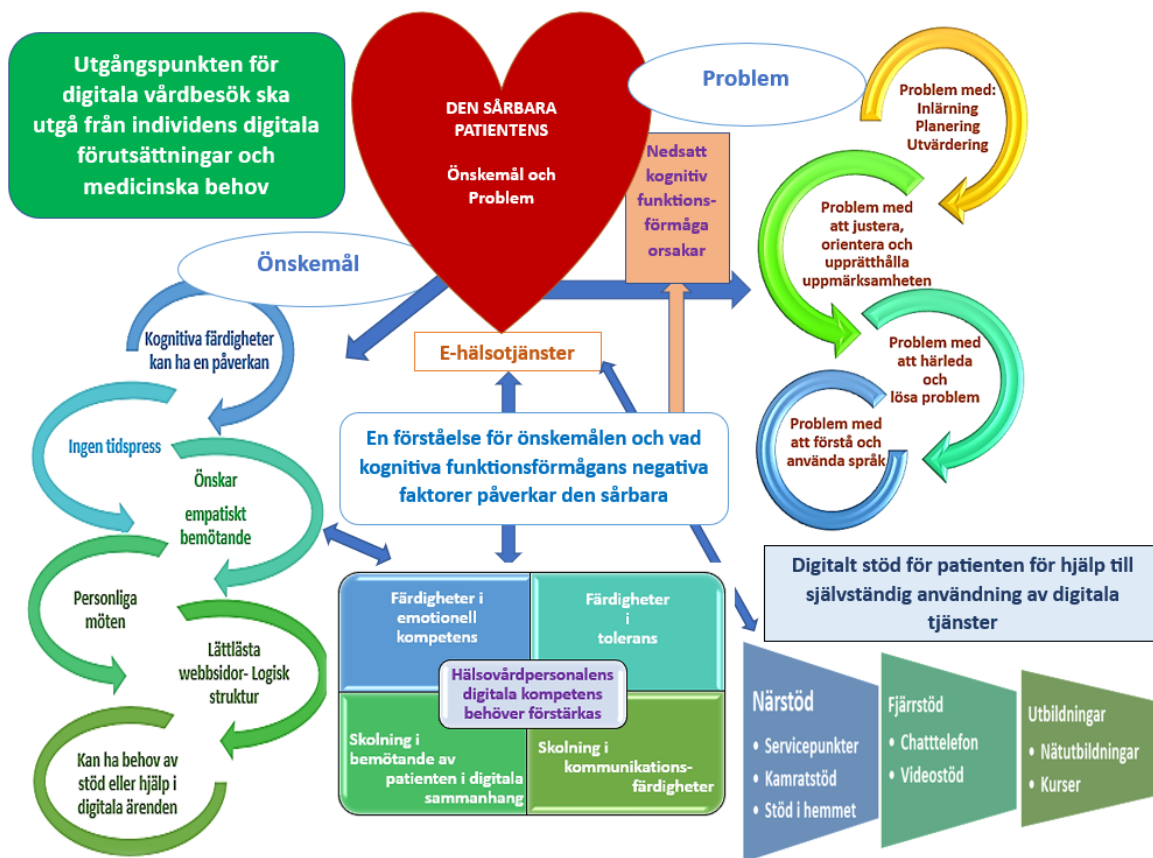 Utgångspunkten för
digitala vårdbesök ska
utgå från individens digitala
förutsättningar och
medicinska behov
DEN SÅRBARA
PATIENTENS
Önskemål och
Problem
Problem
Nedsatt
kognitiv
funktions-
förmåga
orsakar
Problem med:
Inlärning
Planering
Utvärdering
Problem med
att justera,
orientera och
upprätthålla
uppmärksamheten
Problem med
att härleda
och
lösa problem
Problem med
att förstå och
använda språk
Önskemål
Kognitiva färdigheter
kan ha en påverkan
Ingen tidspress
Önskar
empatiskt
bemötande
Personliga
möten
Lättlästa
webbsidor- Logisk
struktur
Kan ha behov av
stöd eller hjälp i
digitala ärenden
E-hälsotjänster
En förståelse för önskemålen och vad
kognitiva funktionsförmågans negativa
faktorer påverkar den sårbara
Färdigheter i
emotionell
kompetens
Färdigheter
i
tolerans
Hälsovårdpersonalens
digitala kompetens
behöver förstärkas
Skolning i
bemötande av
patienten i digitala
sammanhang
Skolning i
kommunikations-
färdigheter
Digitalt stöd för patienten för hjälp till
självständig användning av digitala
tjänster
Närstöd
• Servicepunkter
• Kamratstöd
• Stöd i hemmet
Fjärrstöd
• Chatttelefon
• Videostöd
Utbildningar
• Nätutbildningar
• Kurser